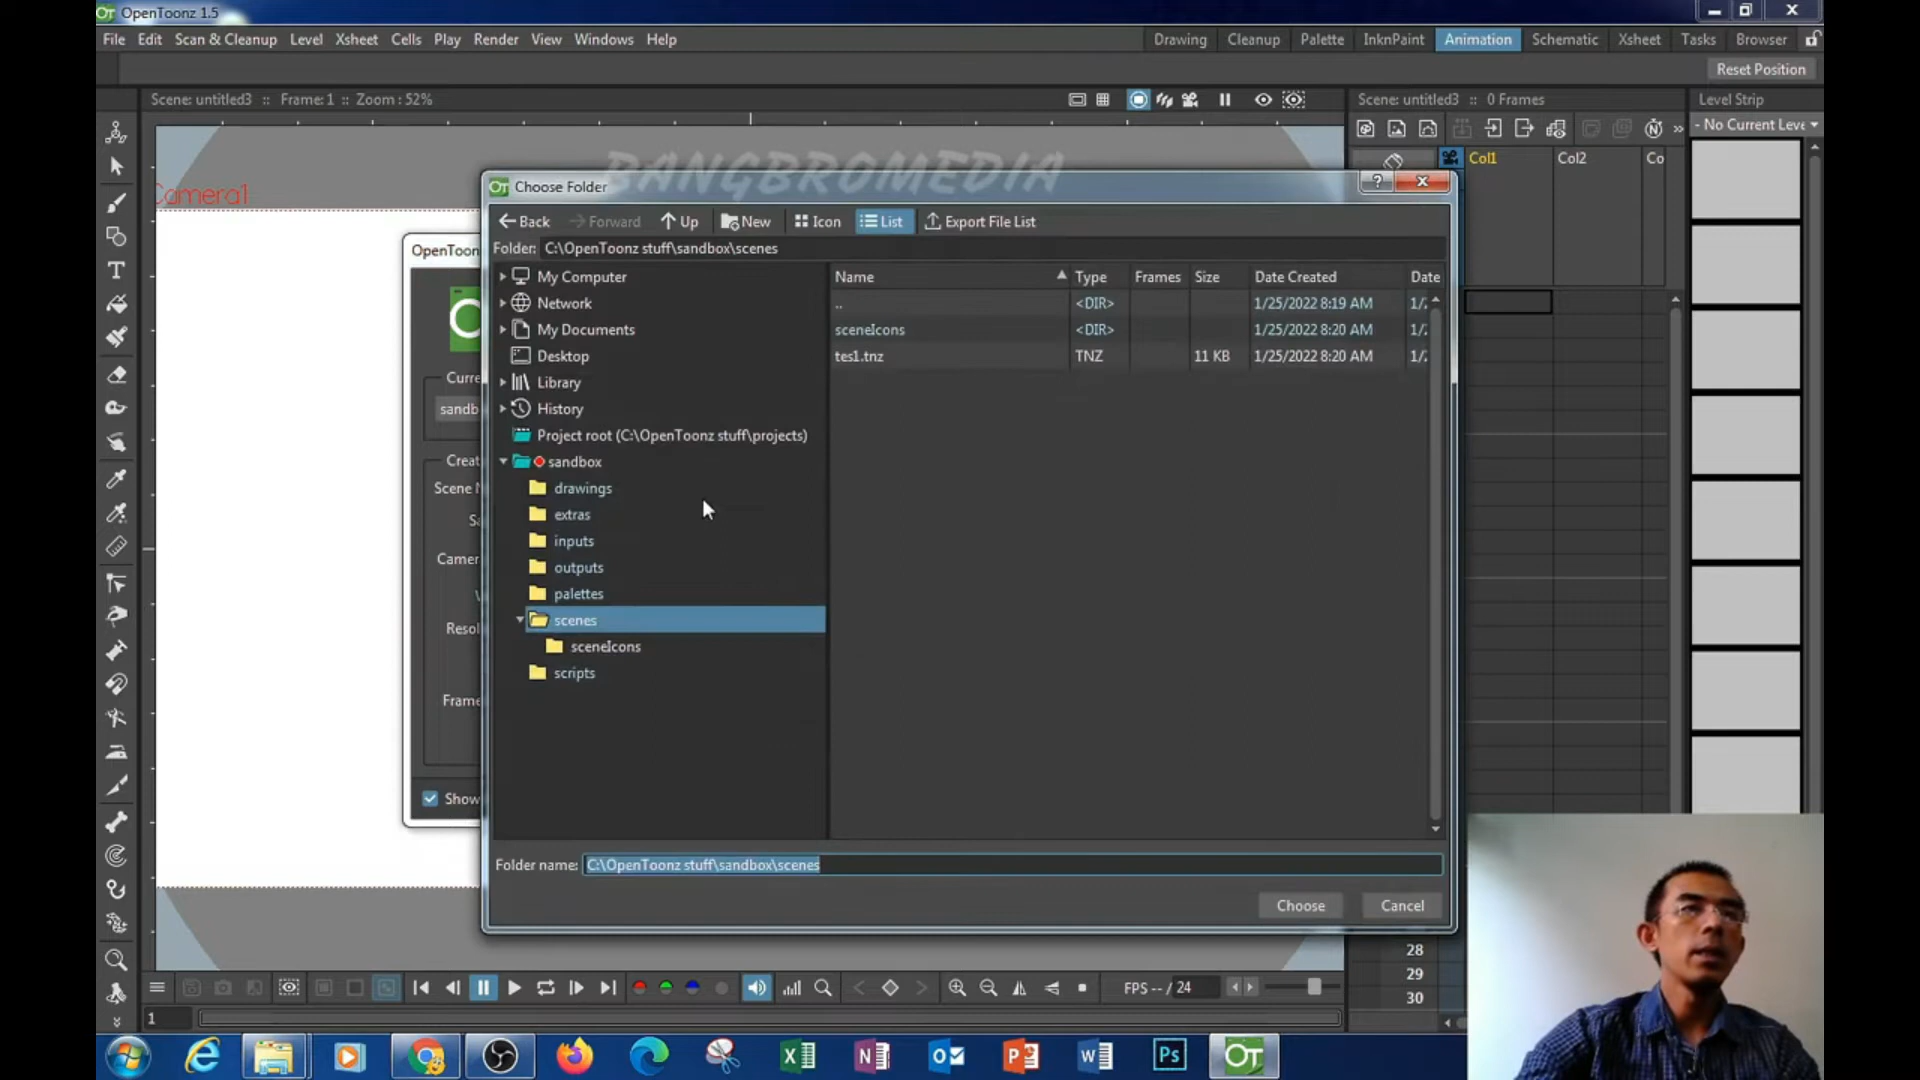 OpenToonz 1.5
File Edit Scan & Cleanup Level Xsheet Cells Play Render View Windows Help
Drawing Cleanup Palette InknPaint Animation Schematic Xsheet Tasks Browser
Reset Position
Scene: untitled3 :: Frame: 1 :: Zoom : 52%
Scene: untitled3 :: 0 Frames
Level Strip
- No Current Leve
Col1 Col2 Co
BANGBROMEDIA
Camera1
Choose Folder
Back Forward Up New Icon List Export File List
Folder: C:\OpenToonz stuff\sandbox\scenes
OpenToon
My Computer
Network
My Documents
Desktop
Library
History
Project root (C:\OpenToonz stuff\projects)
sandbox
drawings
extras
inputs
outputs
palettes
scenes
sceneIcons
scripts
Name Type Frames Size Date Created Date
.. <DIR> 1/25/2022 8:19 AM 1/
sceneIcons <DIR> 1/25/2022 8:20 AM 1/
tes1.tnz TNZ 11 KB 1/25/2022 8:20 AM 1/
Curre
sandb
Creat
Scene N
Sa
Camer
Resol
Frame
Show
Folder name: C:\OpenToonz stuff\sandbox\scenes
Choose Cancel
28
29
30
FPS -- / 24
1